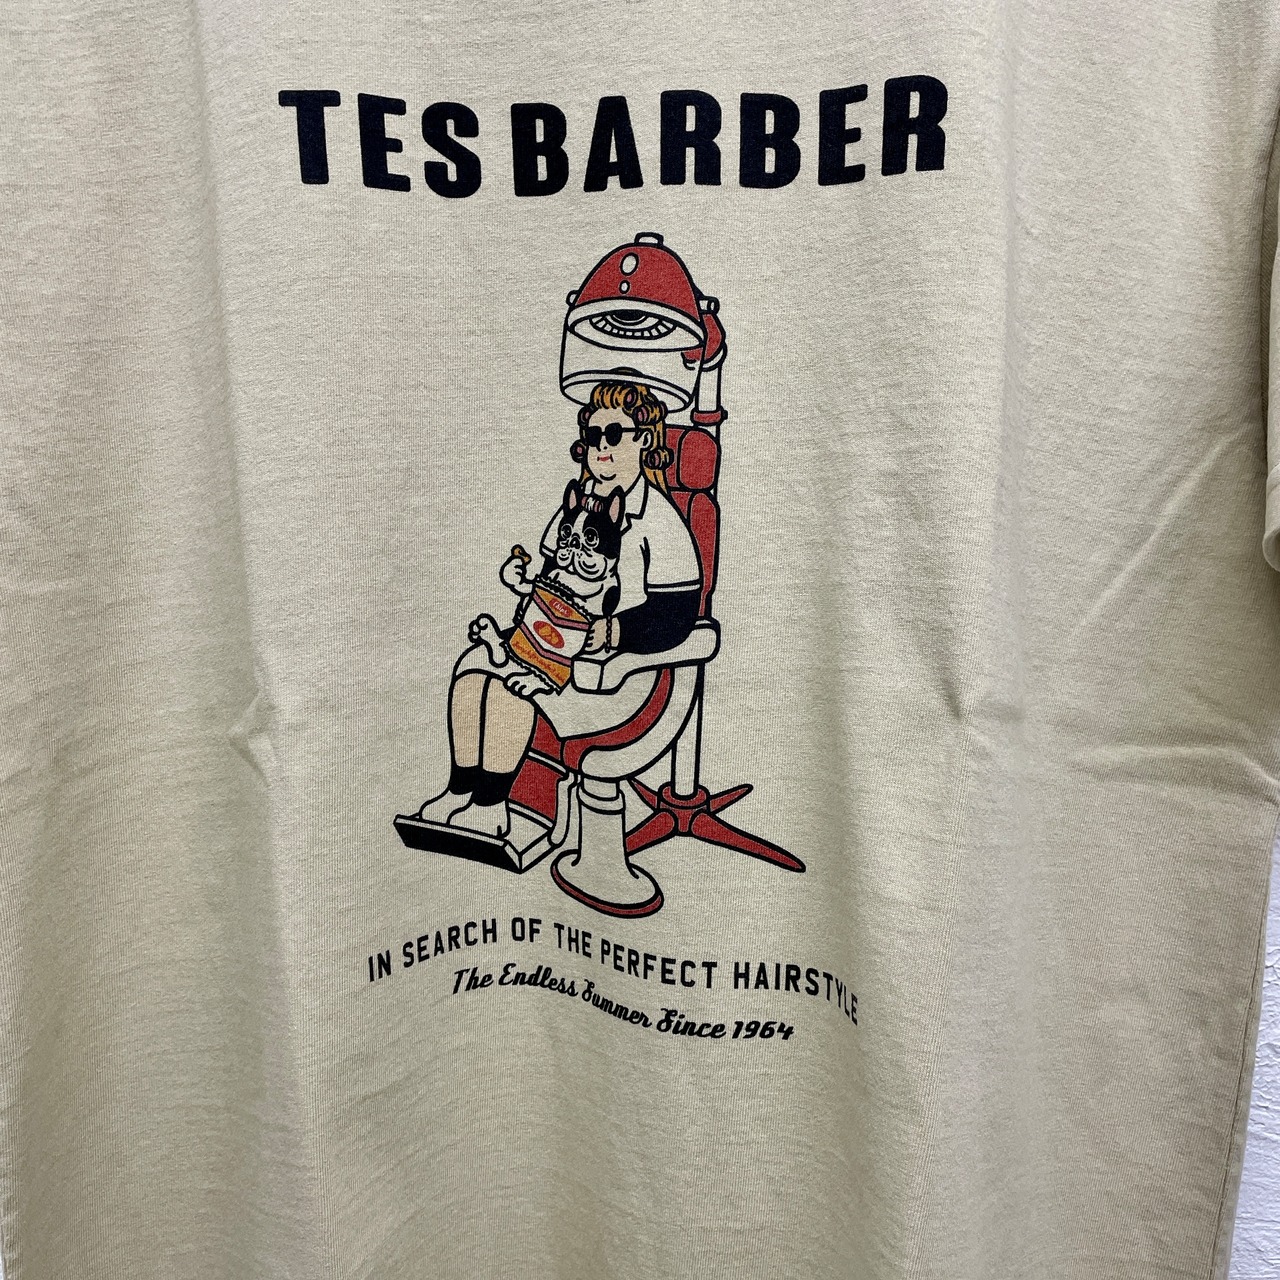 TES BARBER
IN SEARCH OF THE PERFECT HAIRSTYLE
The Endless Summer Since 1964